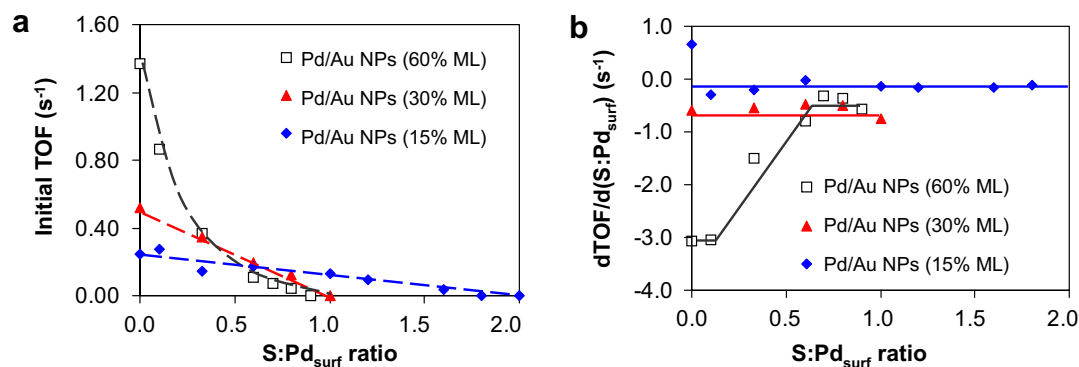 a
1.60
1.20
0.80
0.40
0.00
Initial TOF (s⁻¹)
Pd/Au NPs (60% ML)
Pd/Au NPs (30% ML)
Pd/Au NPs (15% ML)
0.0 0.5 1.0 1.5 2.0
S:Pdsurf ratio
b
1.0
0.0
-1.0
-2.0
-3.0
-4.0
dTOF/d(S:Pdsurf) (s⁻¹)
Pd/Au NPs (60% ML)
Pd/Au NPs (30% ML)
Pd/Au NPs (15% ML)
0.0 0.5 1.0 1.5 2.0
S:Pdsurf ratio